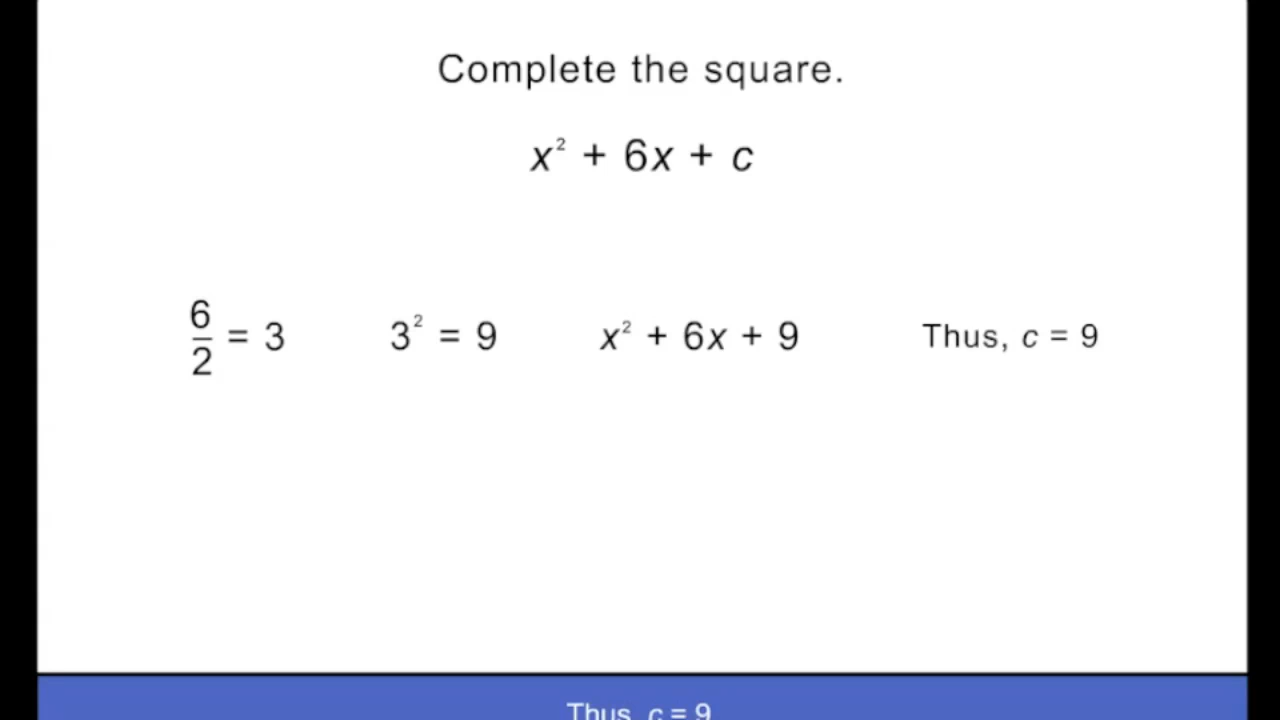 Complete the square.
x² + 6x + c
6/2 = 3    3² = 9    x² + 6x + 9    Thus, c = 9
Thus, c = 9